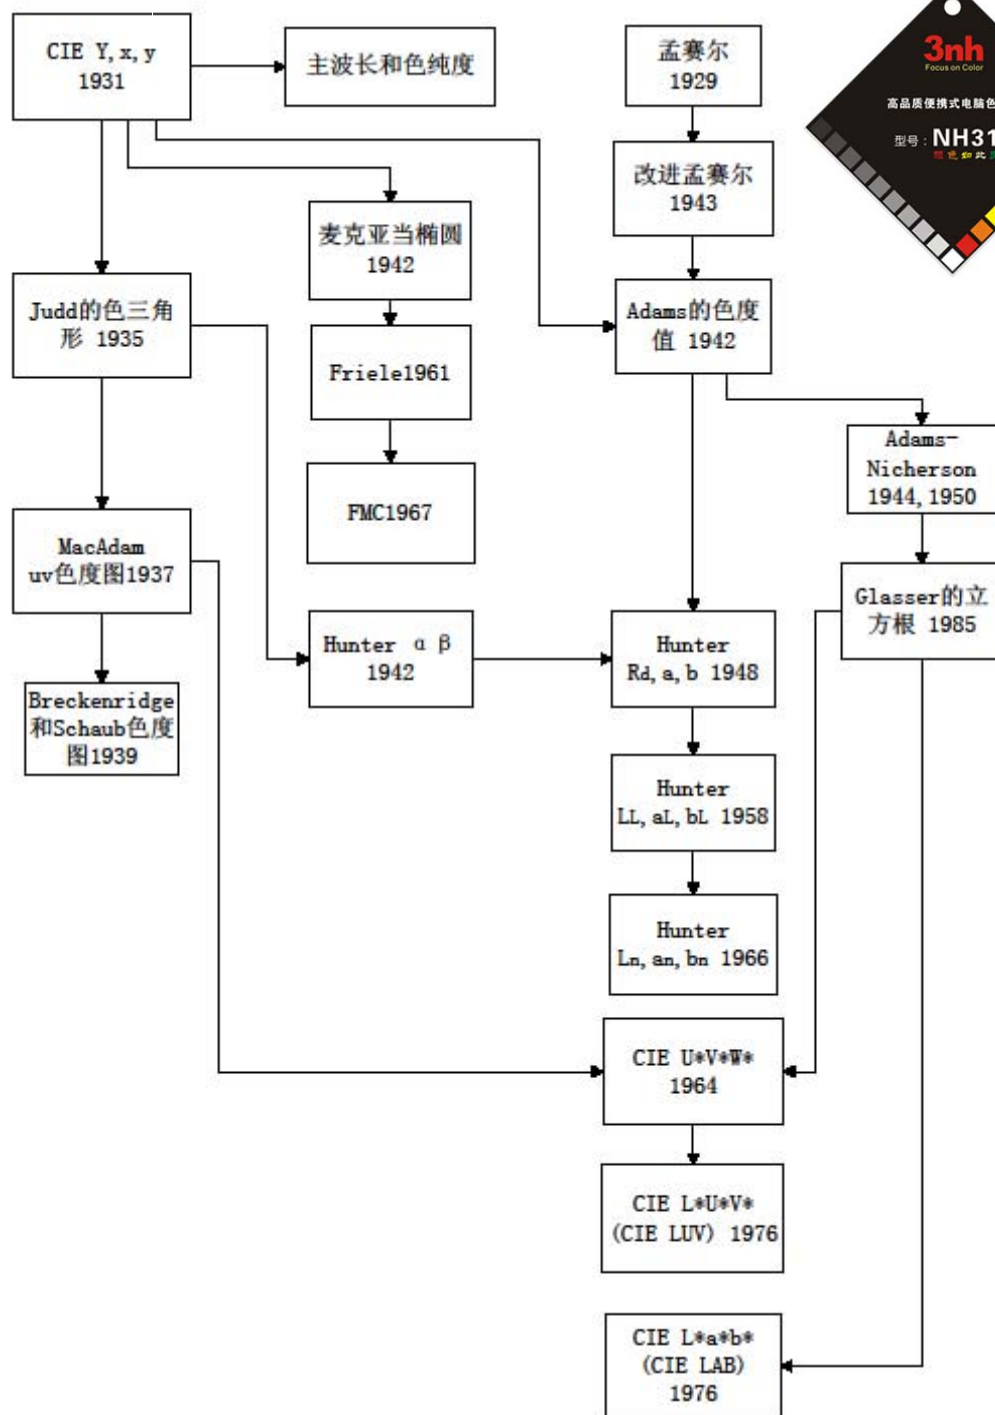 CIE Y,x,y
1931
主波长和色纯度
孟赛尔
1929
3nh
Focus on Color
高品质便携式电脑色
型号：NH31
颜色如此
改进孟赛尔
1943
麦克亚当椭圆
1942
Judd的色三角
形 1935
Adams的色度
值 1942
Friele1961
Adams-
Nicherson
1944,1950
FMC1967
MacAdam
uv色度图1937
Glasser的立
方根 1985
Hunter α β
1942
Hunter
Rd,a,b 1948
Breckenridge
和Schaub色度
图1939
Hunter
LL,aL,bL 1958
Hunter
Ln,an,bn 1966
CIE U*V*W*
1964
CIE L*U*V*
(CIE LUV) 1976
CIE L*a*b*
(CIE LAB)
1976